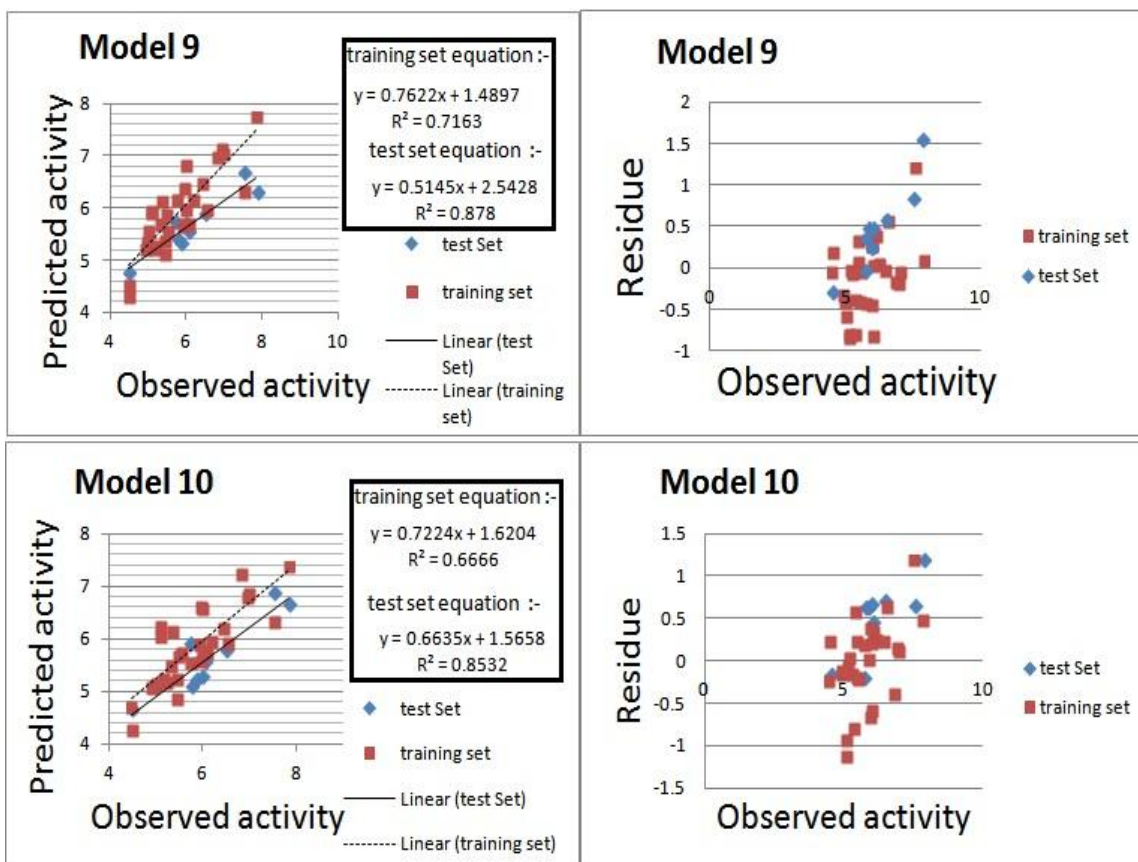 Model 9
training set equation :-
y = 0.7622x + 1.4897
R² = 0.7163
test set equation :-
y = 0.5145x + 2.5428
R² = 0.878
Predicted activity
8
7
6
5
4
4
6
8
10
Observed activity
test Set
training set
Linear (test
Set)
Linear (training
set)
Model 9
Residue
2
1.5
1
0.5
0
-0.5
-1
0
5
10
Observed activity
training set
test Set
Model 10
training set equation :-
y = 0.7224x + 1.6204
R² = 0.6666
test set equation :-
y = 0.6635x + 1.5658
R² = 0.8532
Predicted activity
8
7
6
5
4
4
6
8
Observed activity
test Set
training set
Linear (test Set)
Linear (training set)
Model 10
Residue
1.5
1
0.5
0
-0.5
-1
-1.5
0
5
10
Observed activity
test Set
training set